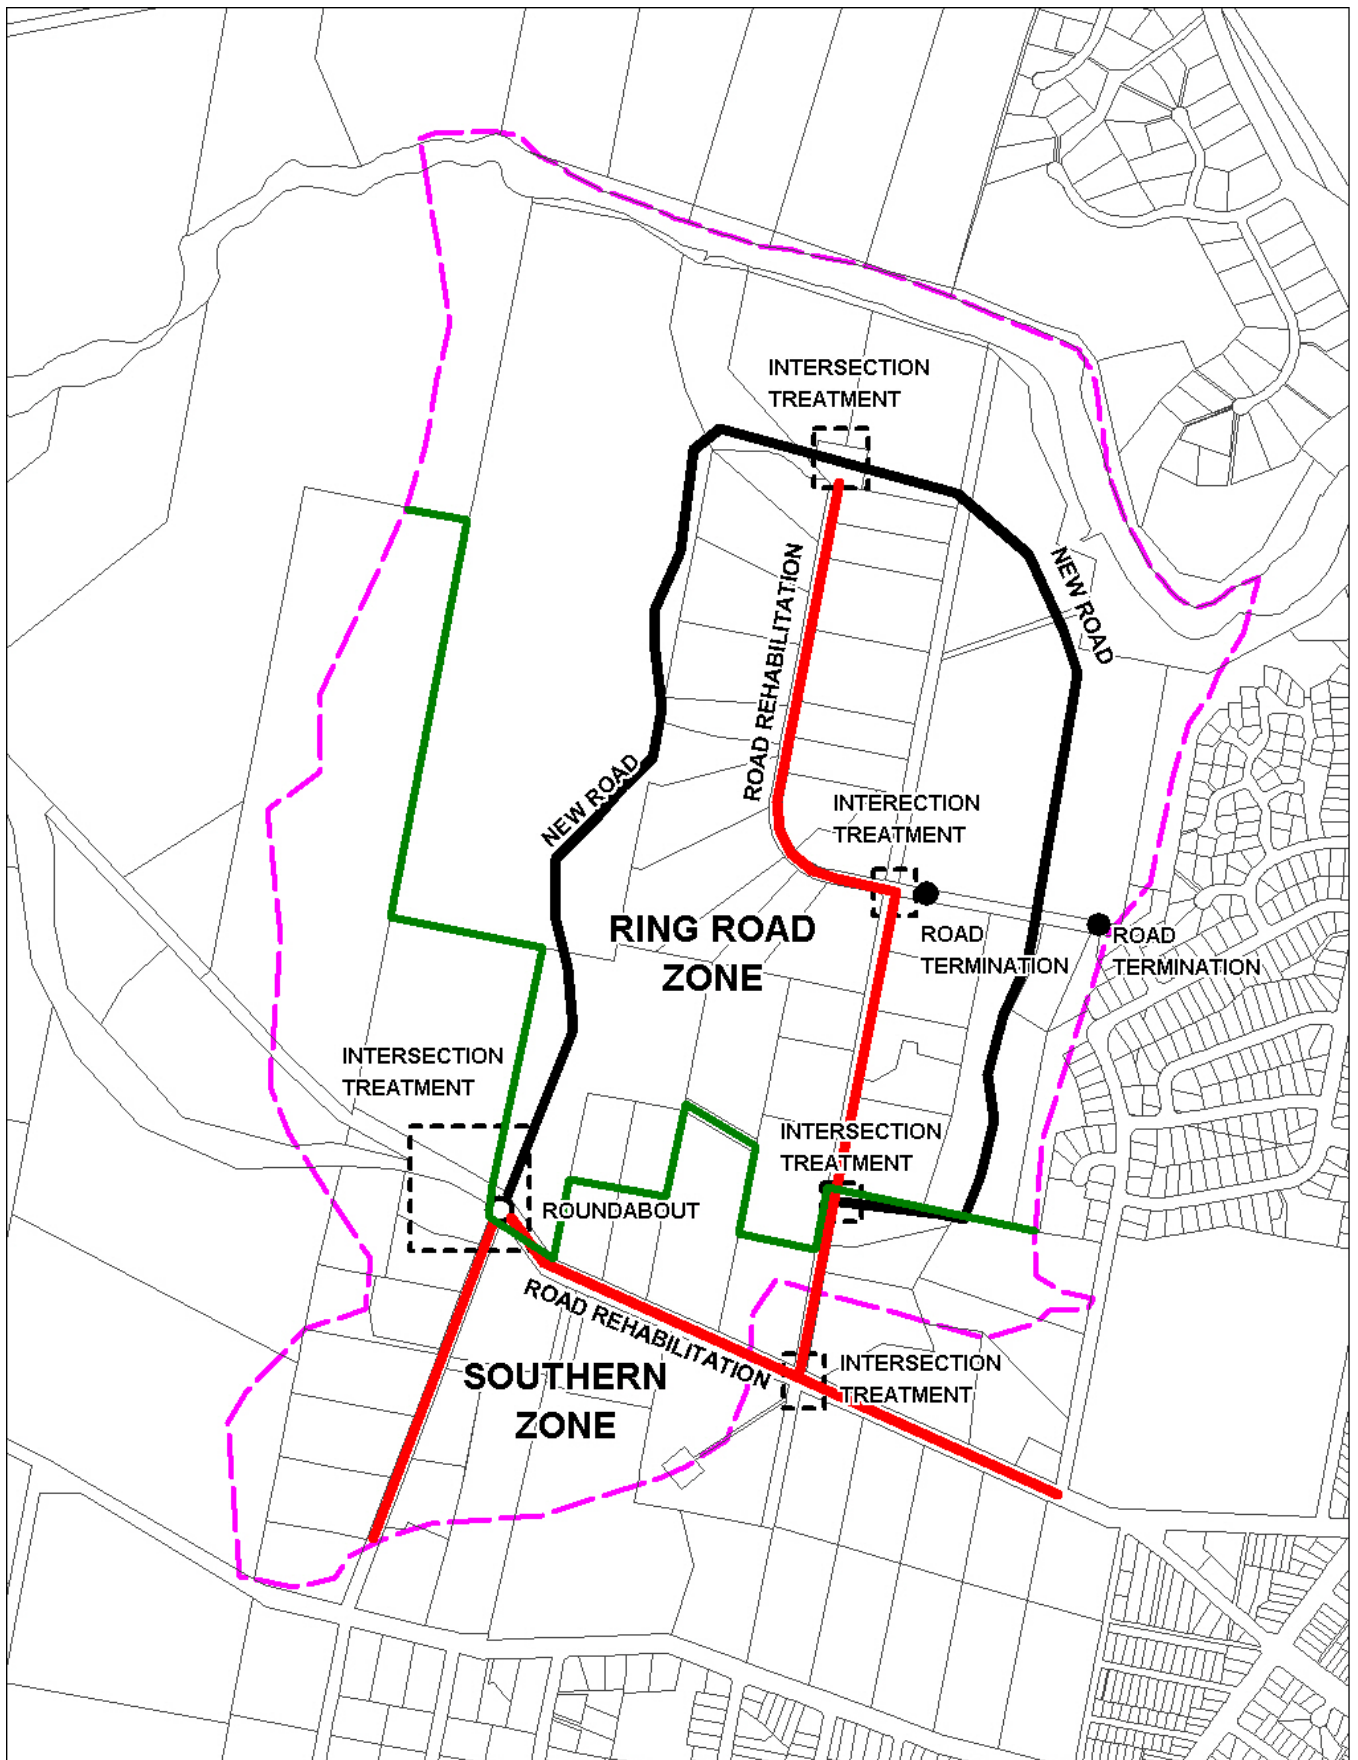 INTERSECTION
TREATMENT
NEW ROAD
ROAD REHABILITATION
NEW ROAD
INTERECTION
TREATMENT
RING ROAD
ZONE
ROAD
TERMINATION
ROAD
TERMINATION
INTERSECTION
TREATMENT
INTERSECTION
TREATMENT
ROUNDABOUT
ROAD REHABILITATION
SOUTHERN
ZONE
INTERSECTION
TREATMENT